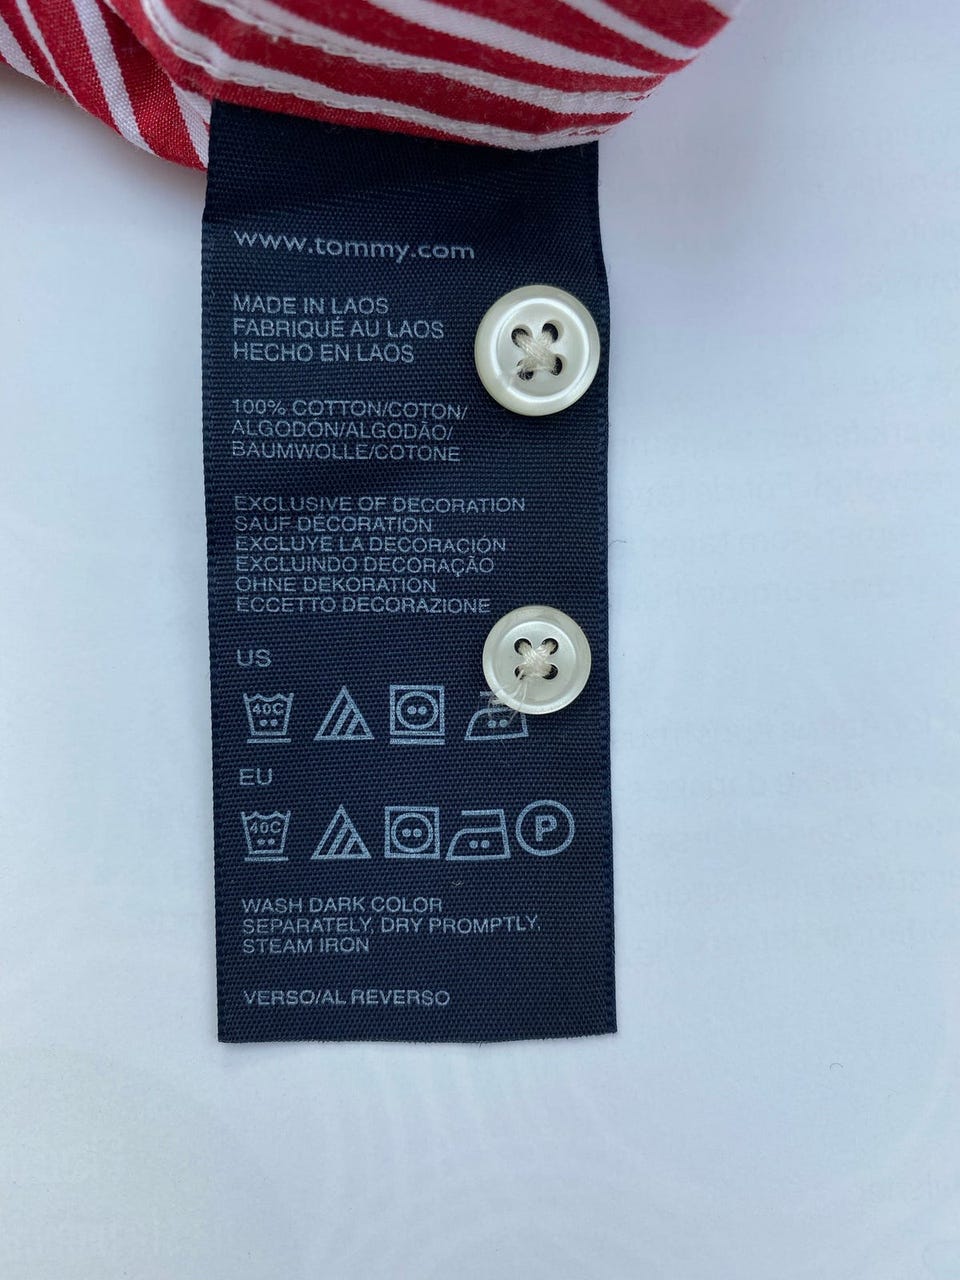 www.tommy.com
MADE IN LAOS
FABRIQUÉ AU LAOS
HECHO EN LAOS
100% COTTON/COTON/
ALGODÓN/ALGODÃO/
BAUMWOLLE/COTONE
EXCLUSIVE OF DECORATION
SAUF DÉCORATION
EXCLUYE LA DECORACIÓN
EXCLUINDO DECORAÇÃO
OHNE DEKORATION
ECCETTO DECORAZIONE
US
40C
EU
40C P
WASH DARK COLOR
SEPARATELY, DRY PROMPTLY,
STEAM IRON
VERSO/AL REVERSO